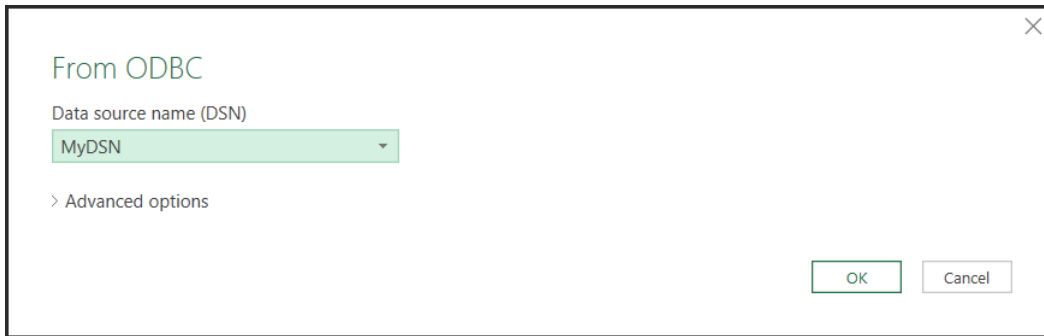 From ODBC
Data source name (DSN)
MyDSN
Advanced options
OK Cancel